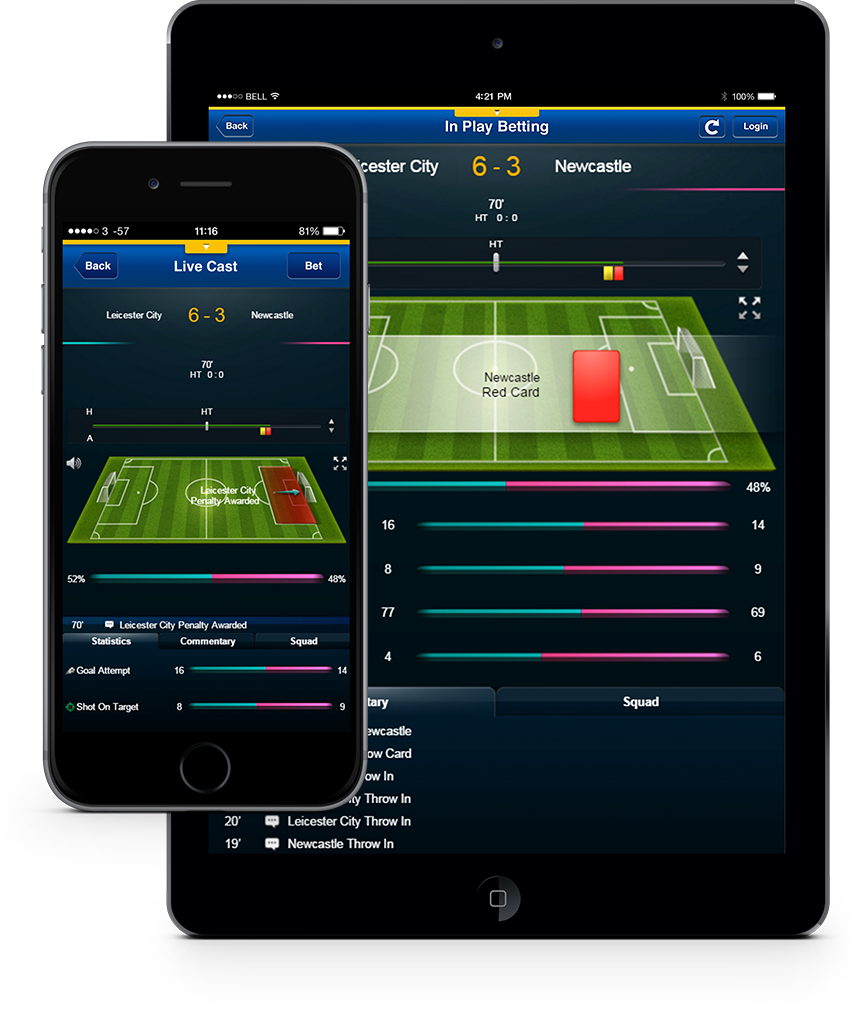 BELL 4:21 PM 100%
Back In Play Betting Login
cester City 6 - 3 Newcastle
70'
HT 0 : 0
HT
Newcastle
Red Card
48%
16 14
8 9
77 69
4 6
tary Squad
ewcastle
ow Card
ow In
ty Throw In
20' Leicester City Throw In
19' Newcastle Throw In
3 -57 11:16 81%
Back Live Cast Bet
Leicester City 6 - 3 Newcastle
70'
HT 0 : 0
H HT
A
Leicester City
Penalty Awarded
52% 48%
70' Leicester City Penalty Awarded
Statistics Commentary Squad
Goal Attempt 16 14
Shot On Target 8 9